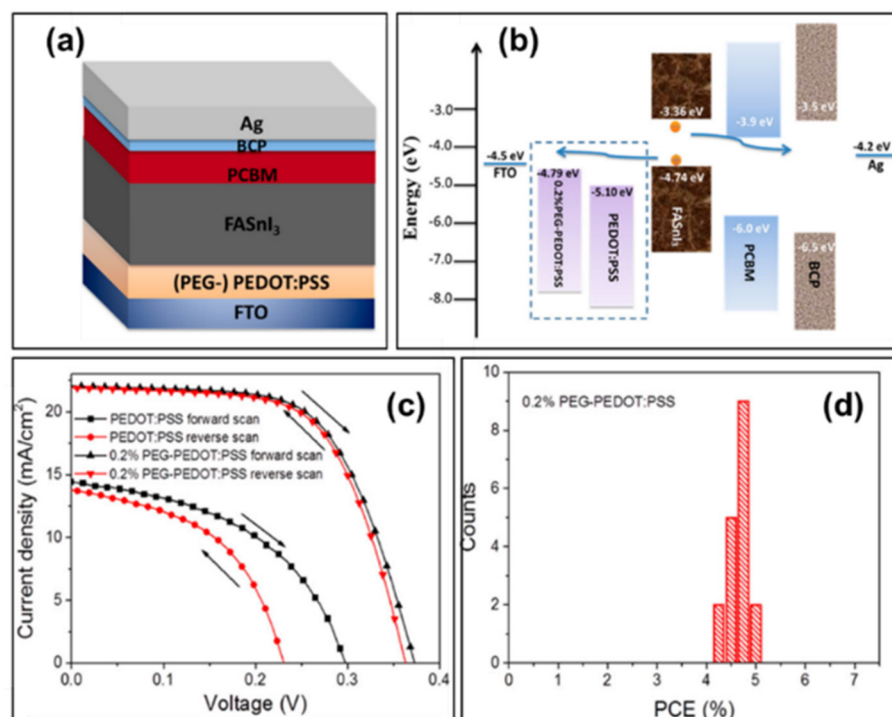 (a)
Ag
BCP
PCBM
FASnI₃
(PEG-) PEDOT:PSS
FTO
(b)
Energy (eV)
-3.0
-4.0
-5.0
-6.0
-7.0
-8.0
-4.5 eV
FTO
-4.79 eV
0.2%PEG-PEDOT:PSS
-5.10 eV
PEDOT:PSS
-3.36 eV
-4.74 eV
FASnI₃
-3.9 eV
-6.0 eV
PCBM
-3.5 eV
-6.5 eV
BCP
-4.2 eV
Ag
(c)
Current density (mA/cm²)
20
15
10
5
0
PEDOT:PSS forward scan
PEDOT:PSS reverse scan
0.2% PEG-PEDOT:PSS forward scan
0.2% PEG-PEDOT:PSS reverse scan
0.0
0.1
0.2
0.3
0.4
Voltage (V)
(d)
0.2% PEG-PEDOT:PSS
Counts
10
8
6
4
2
0
0
1
2
3
4
5
6
7
PCE (%)